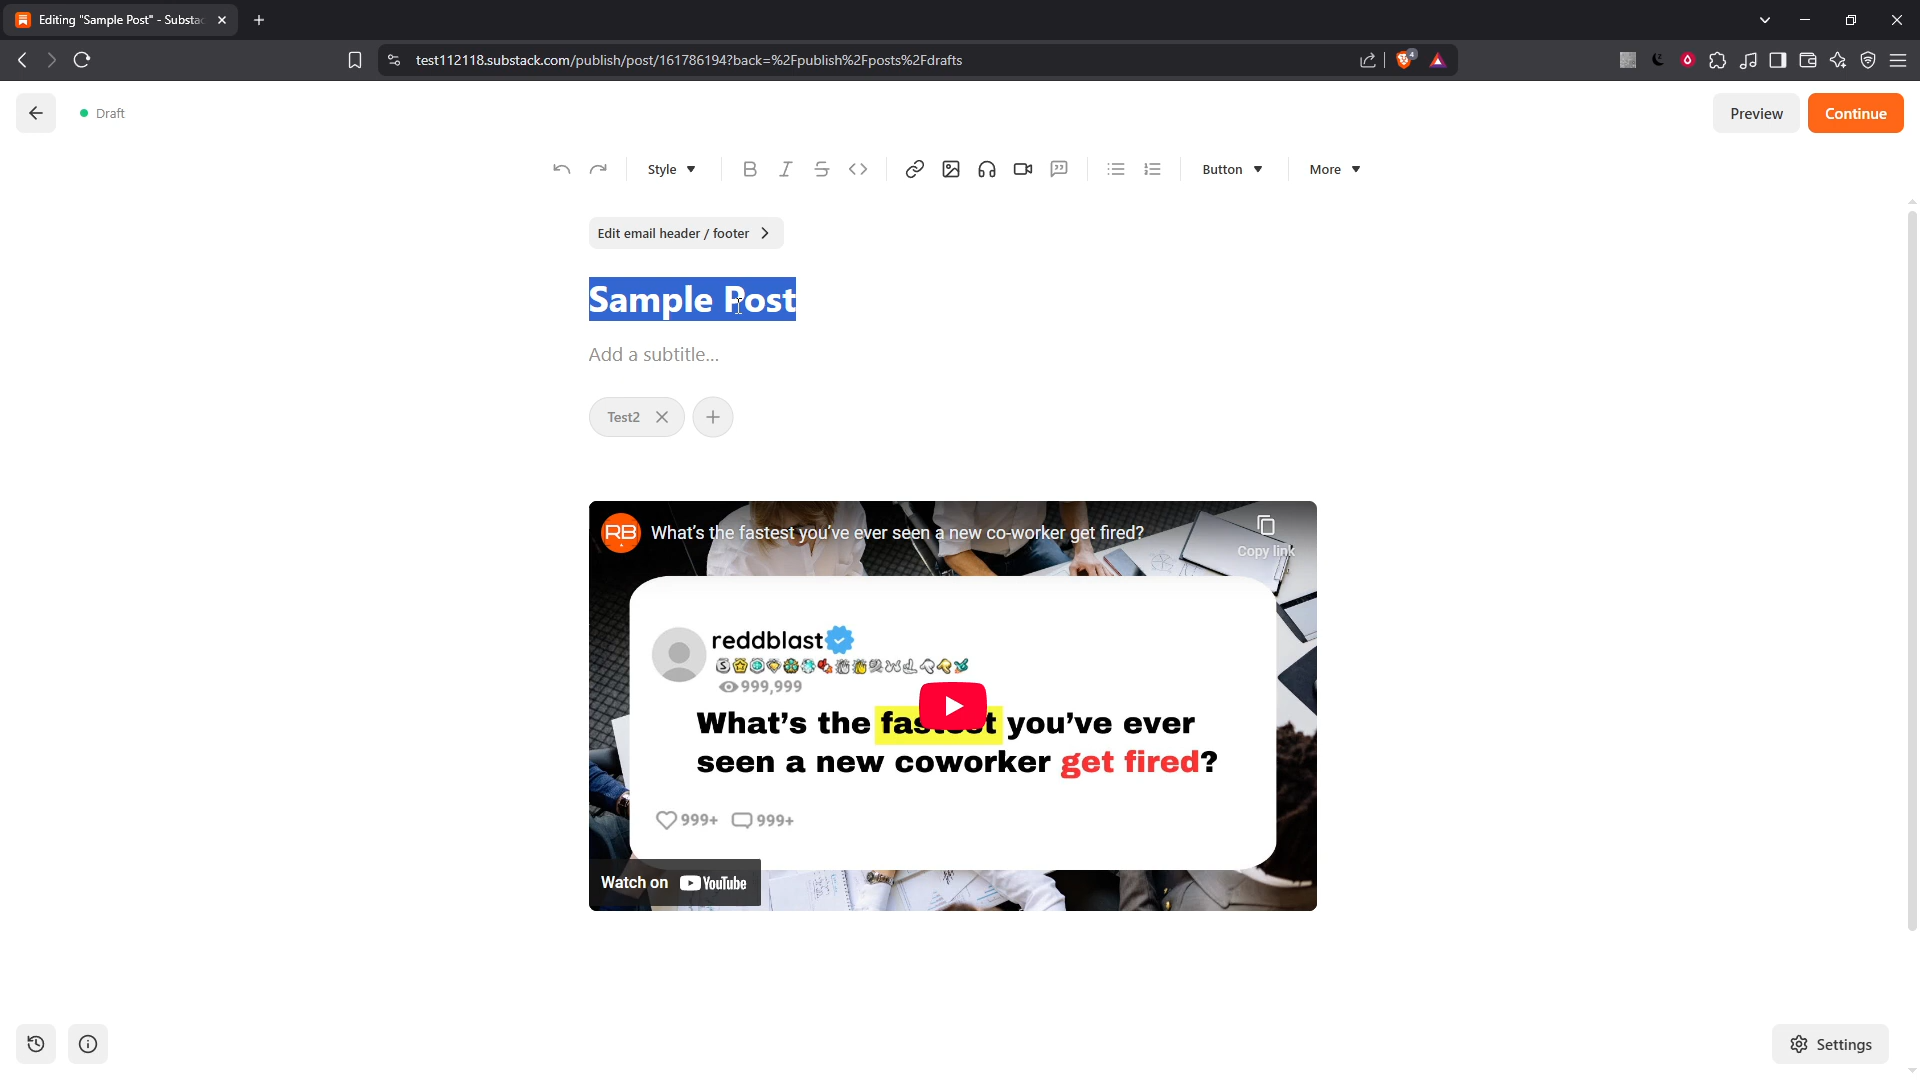 Editing "Sample Post" - Substac
test112118.substack.com/publish/post/161786194?back=%2Fpublish%2Fposts%2Fdrafts
4
Draft
Preview
Continue
Style
Button
More
Edit email header / footer
Sample Post
Add a subtitle...
Test2
RB
What's the fastest you've ever seen a new co-worker get fired?
Copy link
reddblast
999,999
What's the fastest you've ever
seen a new coworker get fired?
999+ 999+
Watch on YouTube
Settings